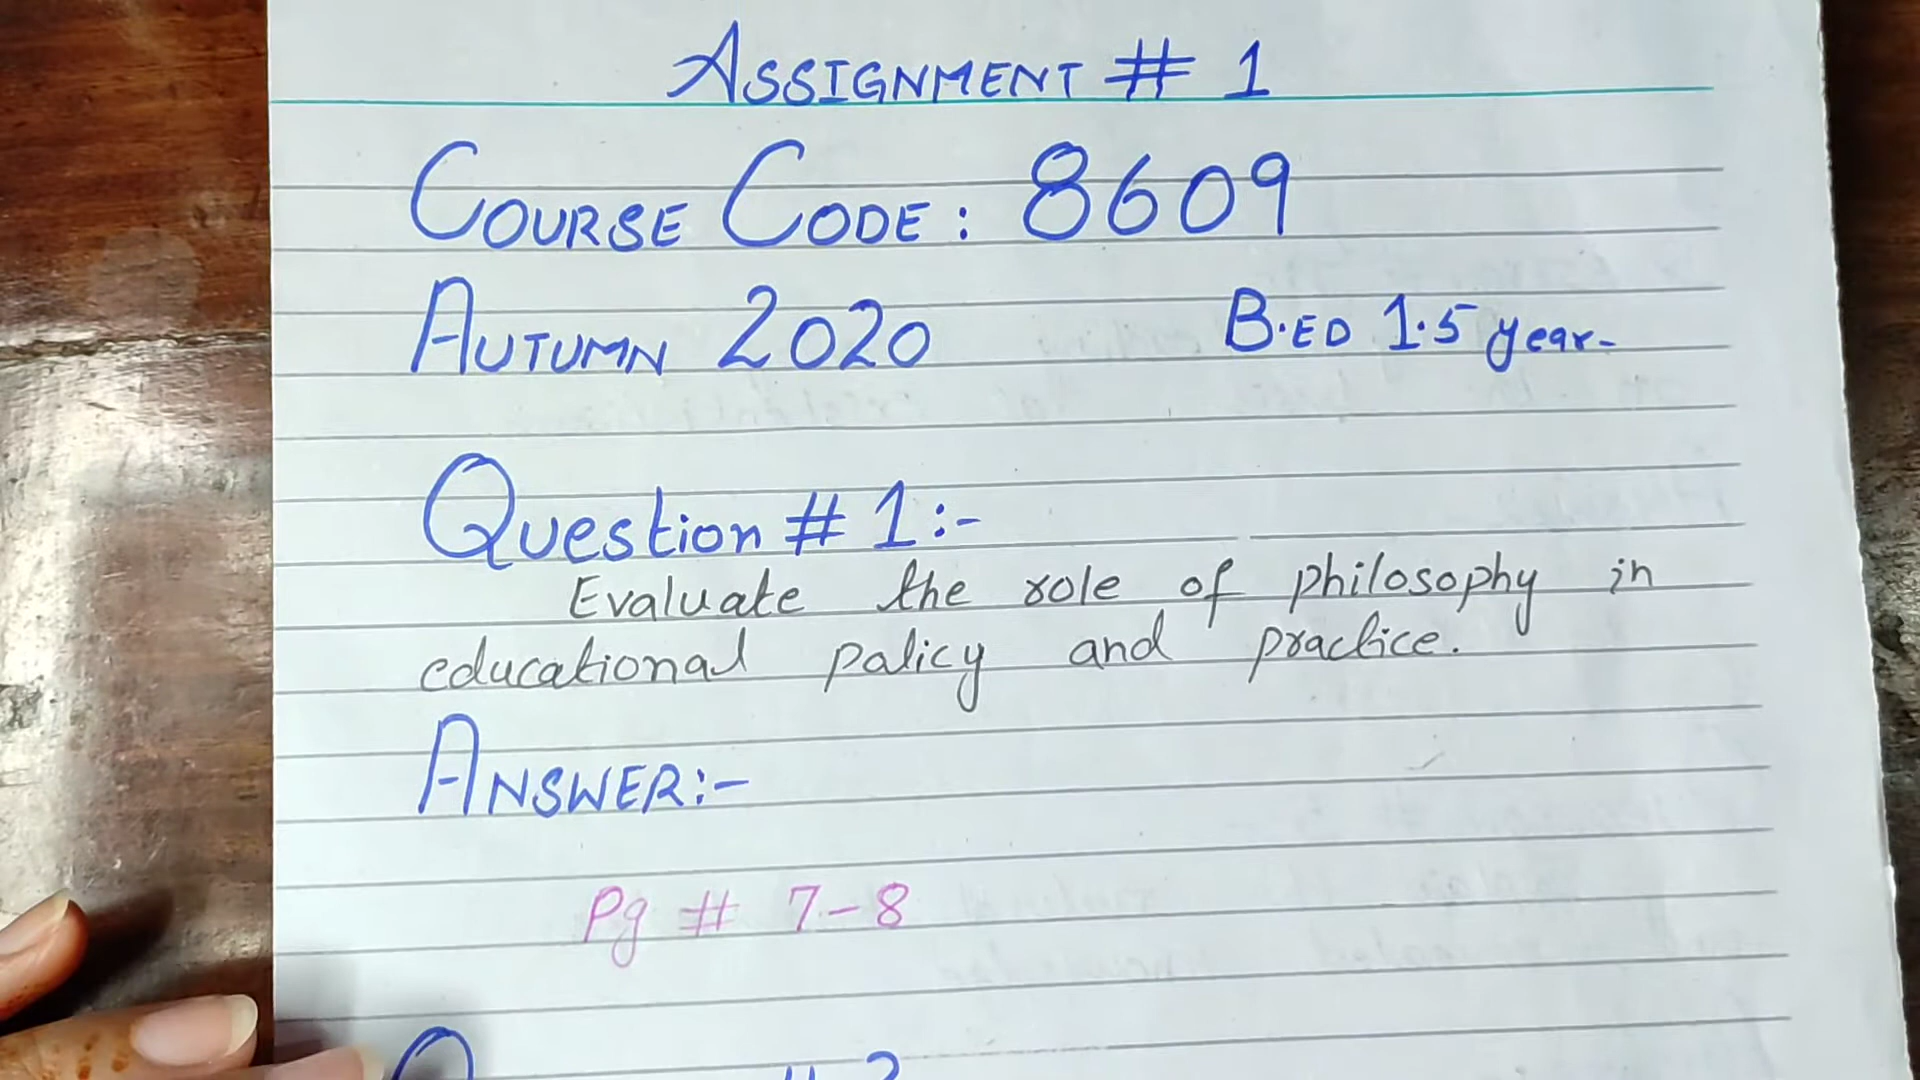 ASSIGNMENT # 1
COURSE CODE: 8609
AUTUMN 2020 B.ED 1.5 year-
Question # 1:-
Evaluate the role of philosophy in
educational palicy and practice.
ANSWER:-
Pg # 7-8